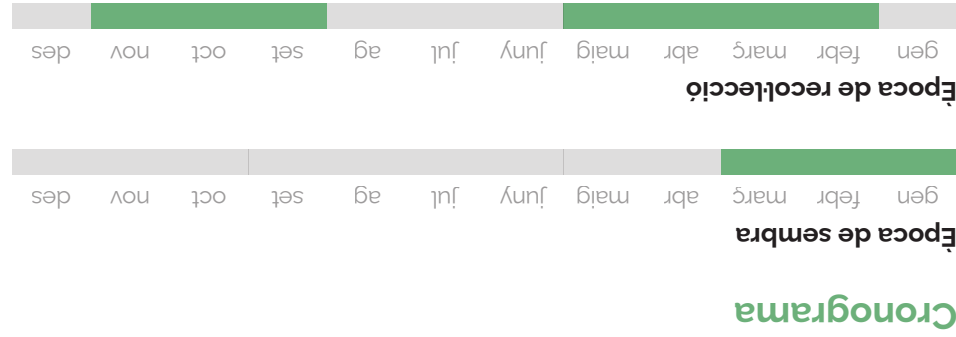 Cronograma
Època de sembra
gen febr març abr maig juny jul ag set oct nov des
Època de recol·lecció
gen febr març abr maig juny jul ag set oct nov des